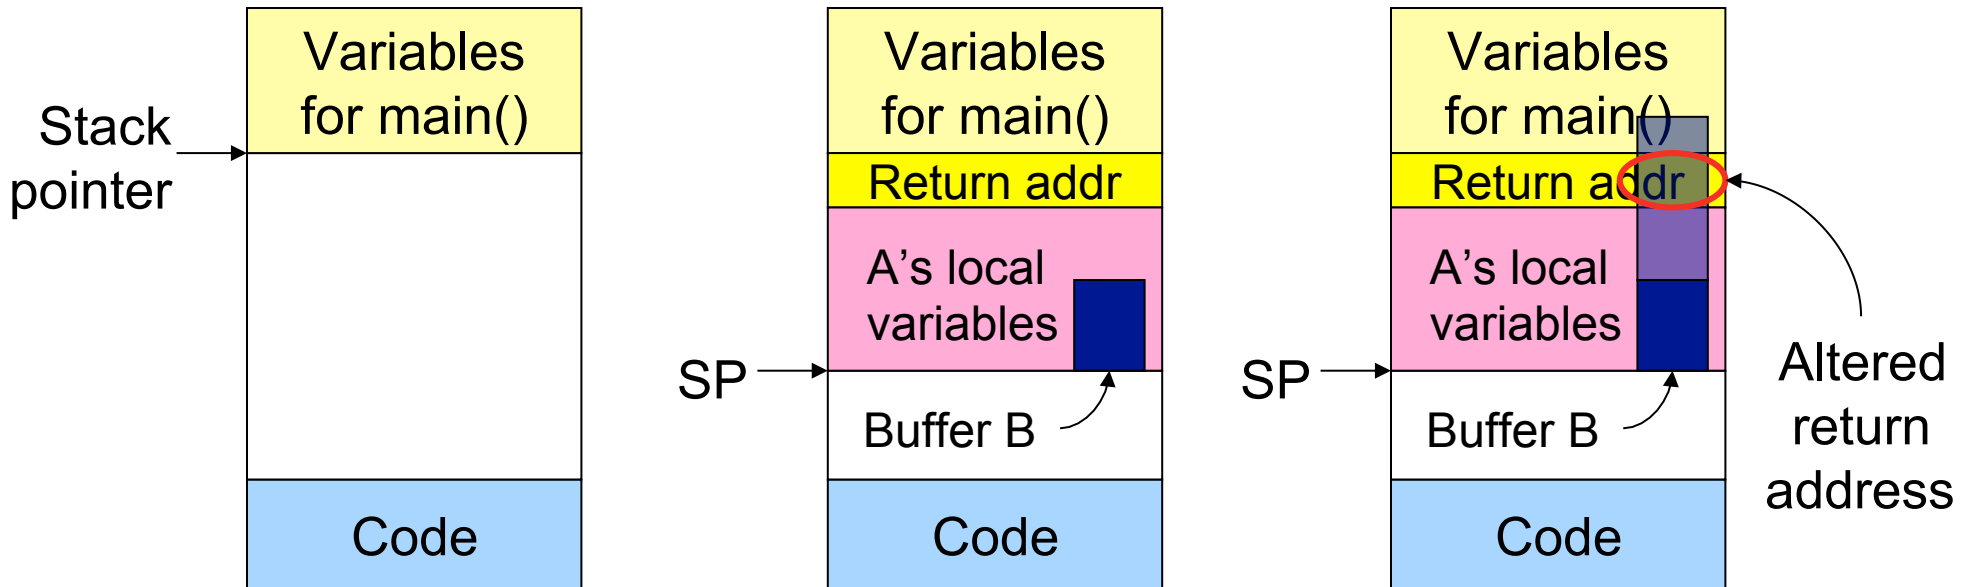 Stack
pointer
Variables
for main()
Code
Variables
for main()
Return addr
A’s local
variables
SP
Buffer B
Code
Variables
for main()
Return addr
A’s local
variables
SP
Buffer B
Code
Altered
return
address